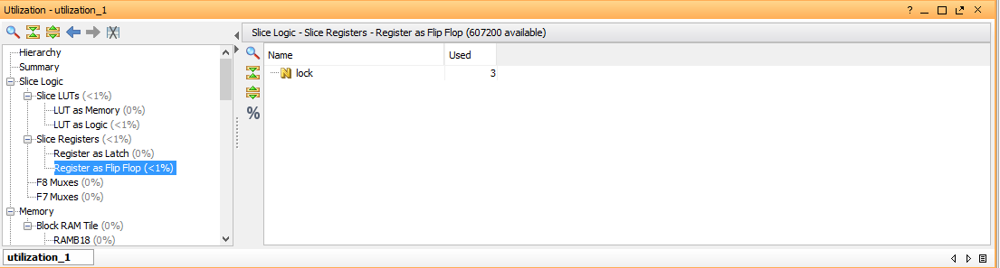 Utilization - utilization_1
Hierarchy
Summary
Slice Logic
Slice LUTs (<1%)
LUT as Memory (0%)
LUT as Logic (<1%)
Slice Registers (<1%)
Register as Latch (0%)
Register as Flip Flop (<1%)
F8 Muxes (0%)
F7 Muxes (0%)
Memory
Block RAM Tile (0%)
RAMB18 (0%)
Slice Logic - Slice Registers - Register as Flip Flop (607200 available)
Name Used
lock 3
%
utilization_1